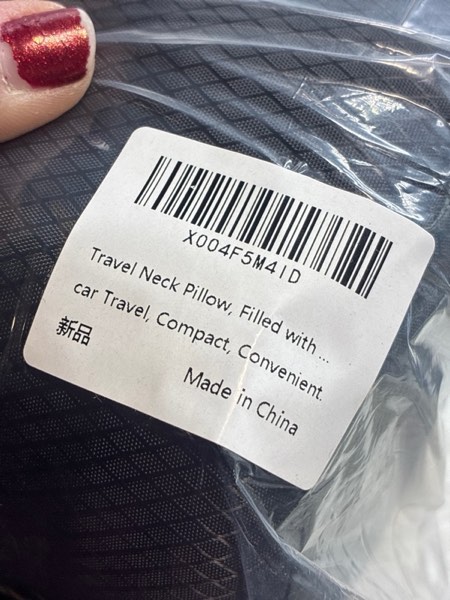 X004F5M4ID
Travel Neck Pillow, Filled with ...
car Travel, Compact, Convenient.
新品
Made in China